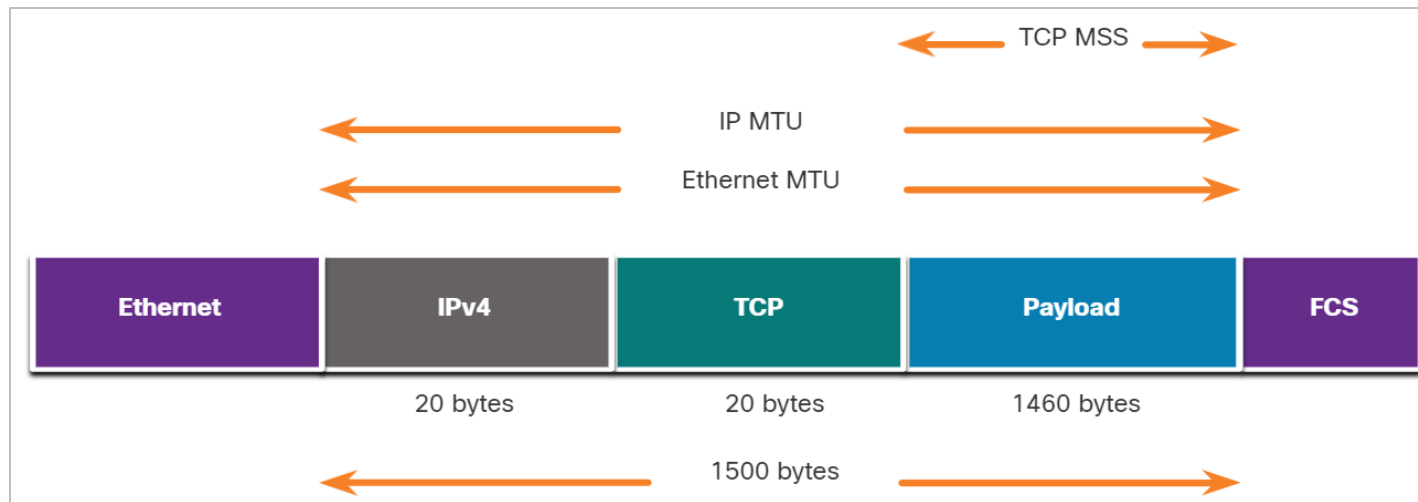 TCP MSS
IP MTU
Ethernet MTU
Ethernet IPv4 TCP Payload FCS
20 bytes 20 bytes 1460 bytes
1500 bytes